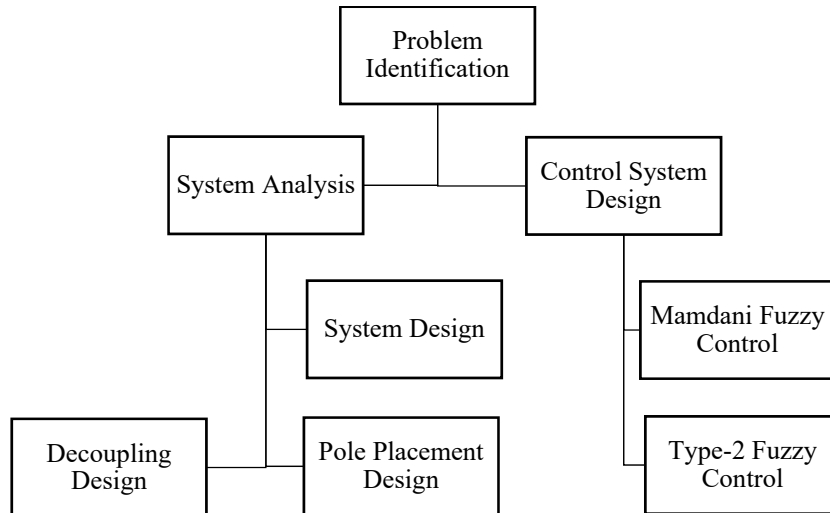 Problem
Identification
System Analysis
Control System
Design
System Design
Mamdani Fuzzy
Control
Decoupling
Design
Pole Placement
Design
Type-2 Fuzzy
Control